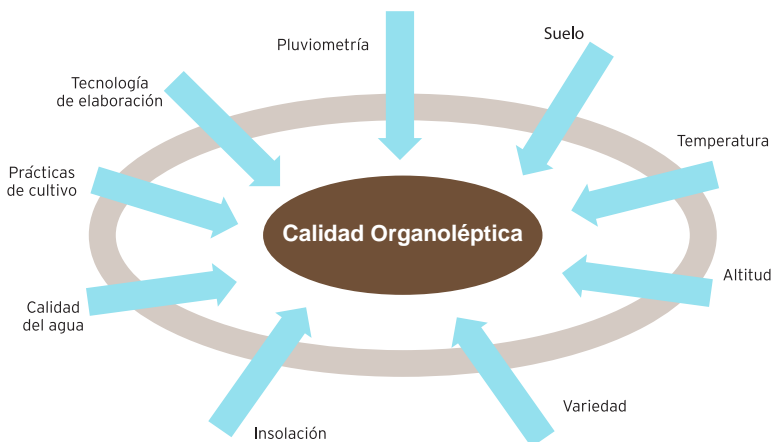 Pluviometría
Suelo
Tecnología
de elaboración
Temperatura
Prácticas
de cultivo
Calidad Organoléptica
Altitud
Calidad
del agua
Variedad
Insolación